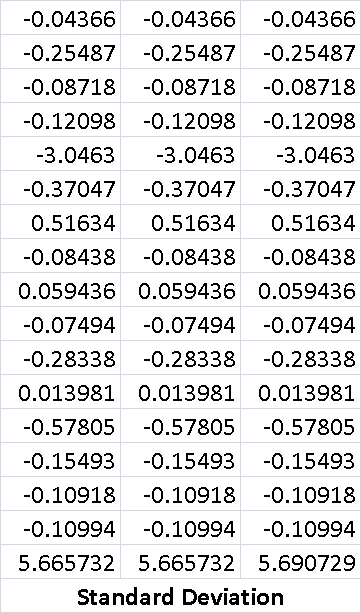 -0.04366 -0.04366 -0.04366
-0.25487 -0.25487 -0.25487
-0.08718 -0.08718 -0.08718
-0.12098 -0.12098 -0.12098
-3.0463 -3.0463 -3.0463
-0.37047 -0.37047 -0.37047
0.51634 0.51634 0.51634
-0.08438 -0.08438 -0.08438
0.059436 0.059436 0.059436
-0.07494 -0.07494 -0.07494
-0.28338 -0.28338 -0.28338
0.013981 0.013981 0.013981
-0.57805 -0.57805 -0.57805
-0.15493 -0.15493 -0.15493
-0.10918 -0.10918 -0.10918
-0.10994 -0.10994 -0.10994
5.665732 5.665732 5.690729
Standard Deviation